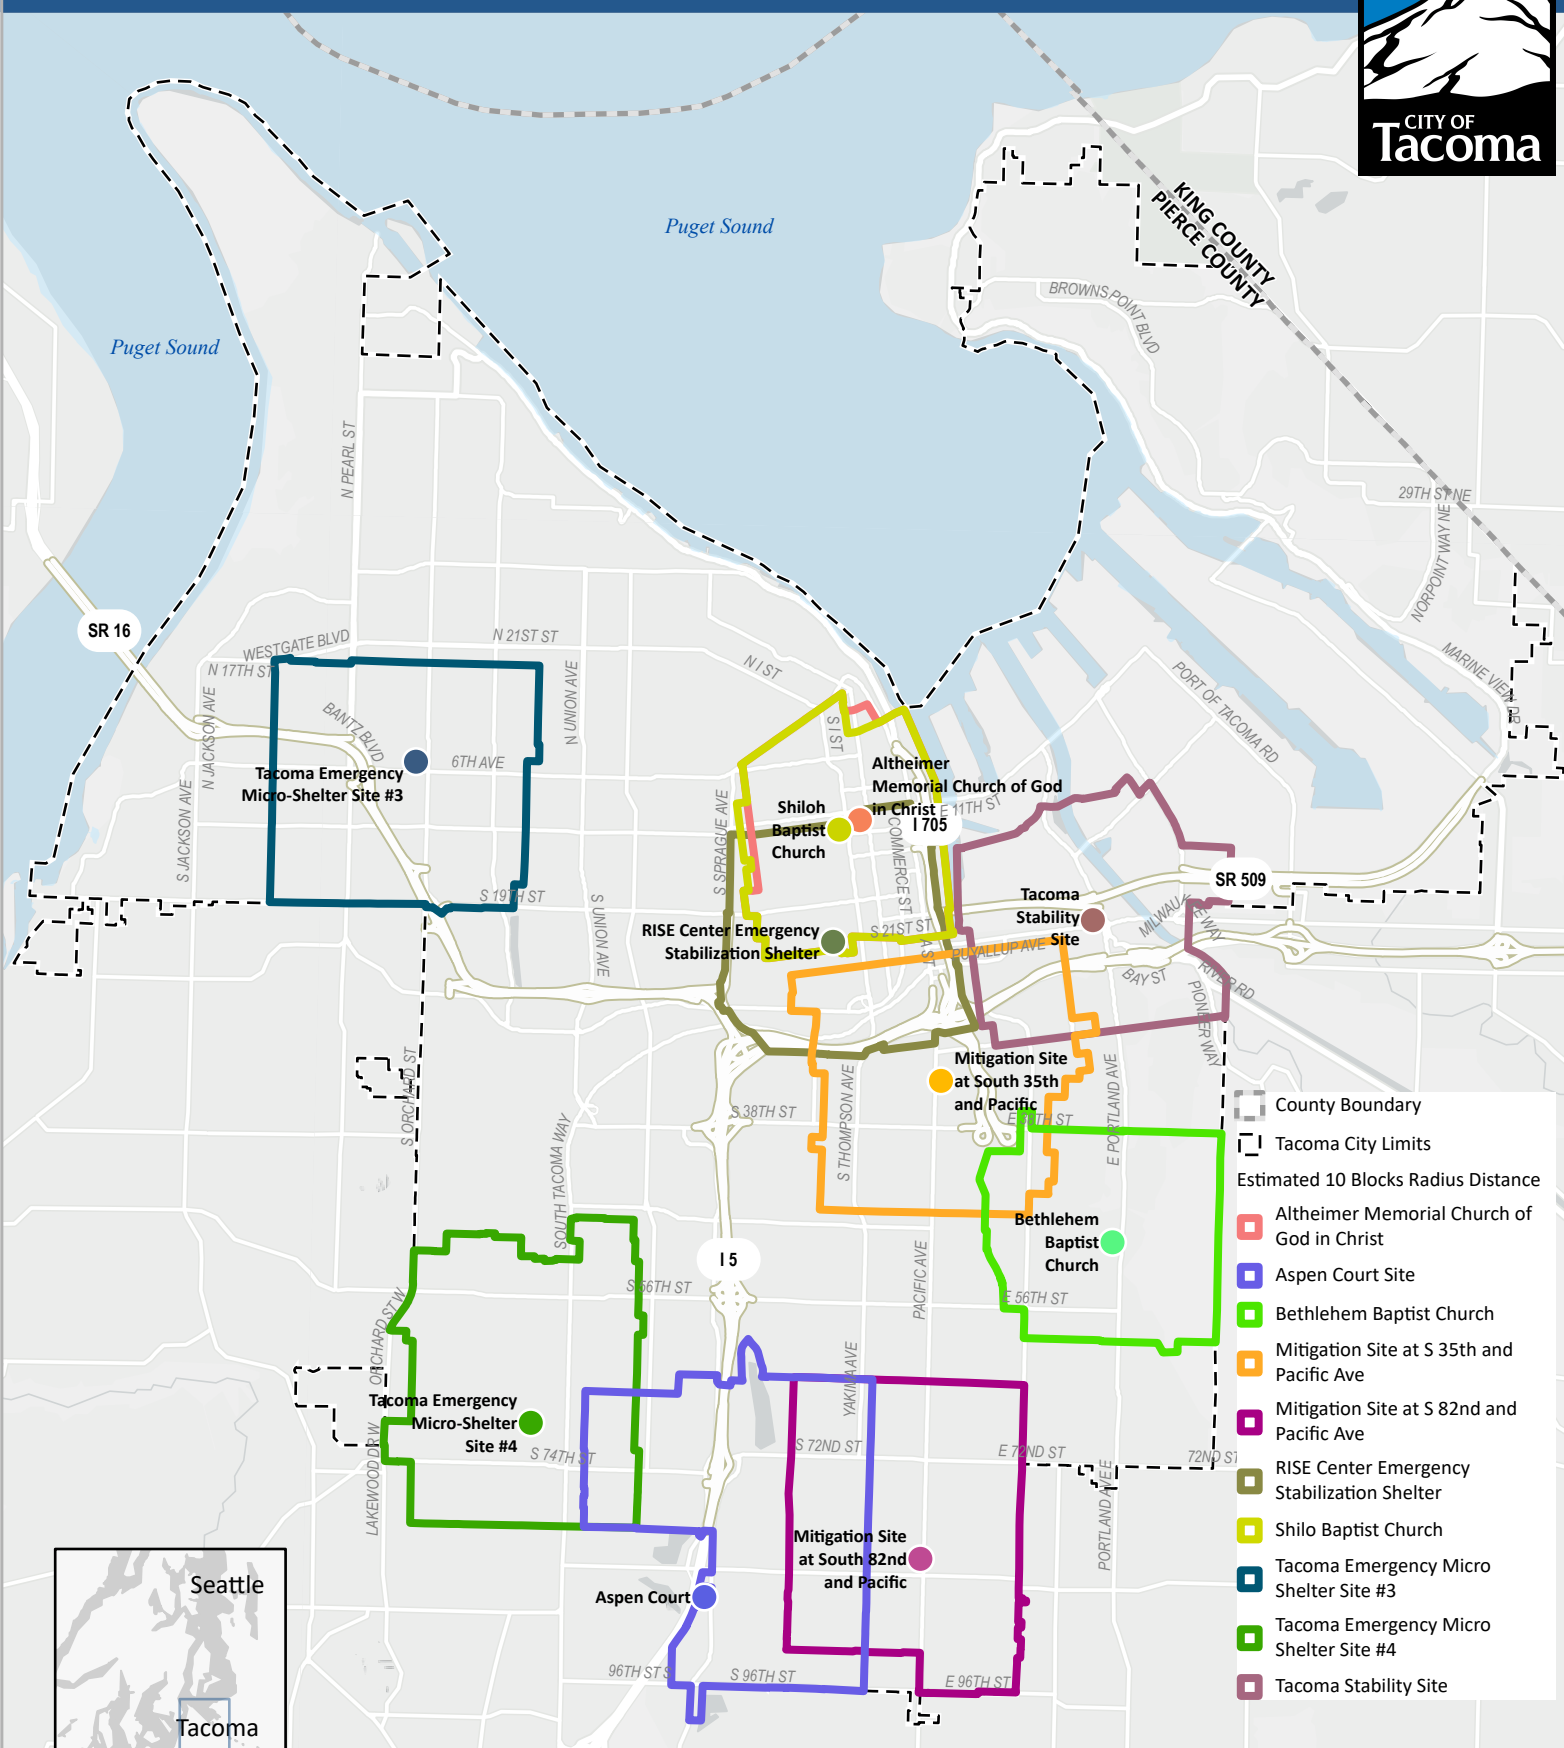 CITY OF
Tacoma
KING COUNTY
PIERCE COUNTY
Puget Sound
Puget Sound
BROWNS POINT BLVD
29TH ST NE
NORPOINT WAY NE
MARINE VIEW DR
PORT OF TACOMA RD
N PEARL ST
SR 16
WESTGATE BLVD
N 21ST ST
N 17TH ST
N I ST
N JACKSON AVE
BANTZ BLVD
N UNION AVE
6TH AVE
Tacoma Emergency
Micro-Shelter Site #3
S JACKSON AVE
S 19TH ST
S UNION AVE
S SPRAGUE AVE
S I ST
Altheimer
Memorial Church of God
in Christ
E 11TH ST
I 705
Shiloh
Baptist
Church
COMMERCE ST
SR 509
Tacoma
Stability
Site
MILWAUKEE WAY
RISE Center Emergency
Stabilization Shelter
S 21ST ST
A ST
PUYALLUP AVE
BAY ST
RIVER RD
PIONEER WAY
S ORCHARD ST
Mitigation Site
at South 35th
and Pacific
S 38TH ST
E 38TH ST
S THOMPSON AVE
E PORTLAND AVE
SOUTH TACOMA WAY
Bethlehem
Baptist
Church
I 5
PACIFIC AVE
S 56TH ST
E 56TH ST
ORCHARD ST W
YAKIMA AVE
Tacoma Emergency
Micro-Shelter
Site #4
S 74TH ST
S 72ND ST
E 72ND ST
72ND ST
LAKEWOOD DR W
PORTLAND AVE E
Mitigation Site
at South 82nd
and Pacific
Aspen Court
96TH ST S
S 96TH ST
E 96TH ST
Seattle
Tacoma
County Boundary
Tacoma City Limits
Estimated 10 Blocks Radius Distance
Altheimer Memorial Church of
God in Christ
Aspen Court Site
Bethlehem Baptist Church
Mitigation Site at S 35th and
Pacific Ave
Mitigation Site at S 82nd and
Pacific Ave
RISE Center Emergency
Stabilization Shelter
Shilo Baptist Church
Tacoma Emergency Micro
Shelter Site #3
Tacoma Emergency Micro
Shelter Site #4
Tacoma Stability Site